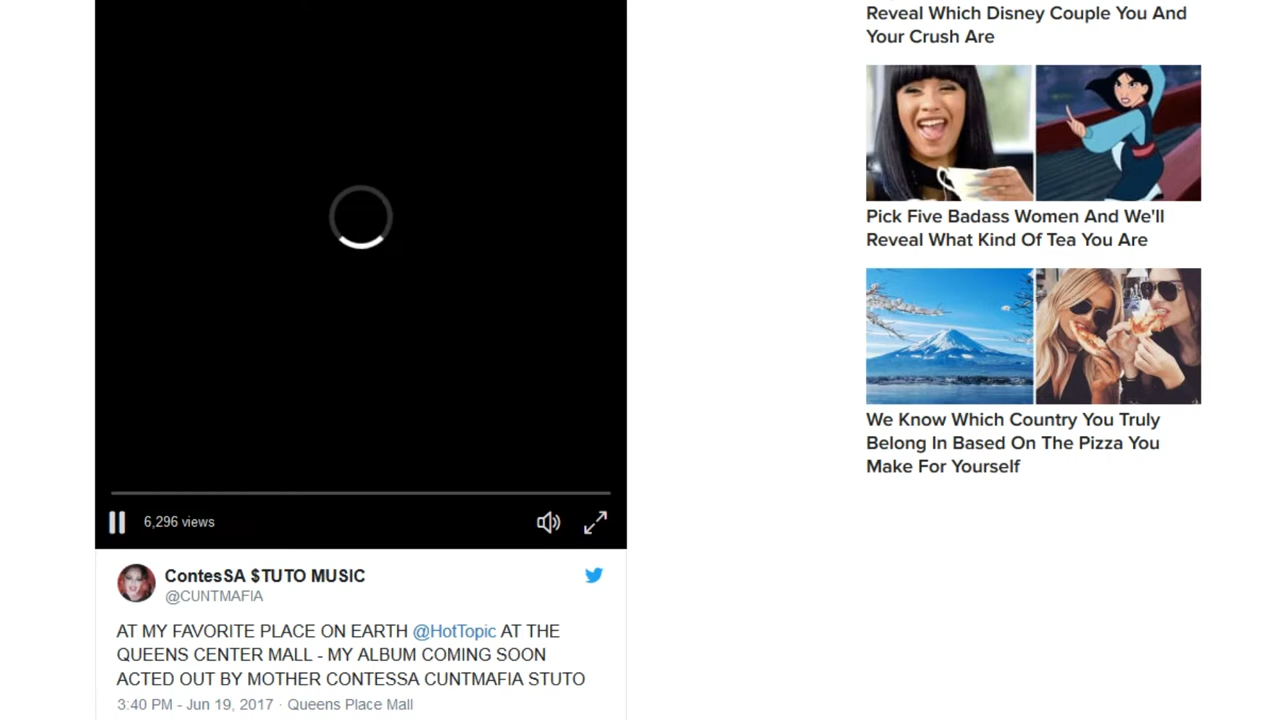 Reveal Which Disney Couple You And
Your Crush Are
Pick Five Badass Women And We'll
Reveal What Kind Of Tea You Are
We Know Which Country You Truly
Belong In Based On The Pizza You
Make For Yourself
6,296 views
ContesSA $TUTO MUSIC
@CUNTMAFIA
AT MY FAVORITE PLACE ON EARTH @HotTopic AT THE
QUEENS CENTER MALL - MY ALBUM COMING SOON
ACTED OUT BY MOTHER CONTESSA CUNTMAFIA STUTO
3:40 PM - Jun 19, 2017 · Queens Place Mall